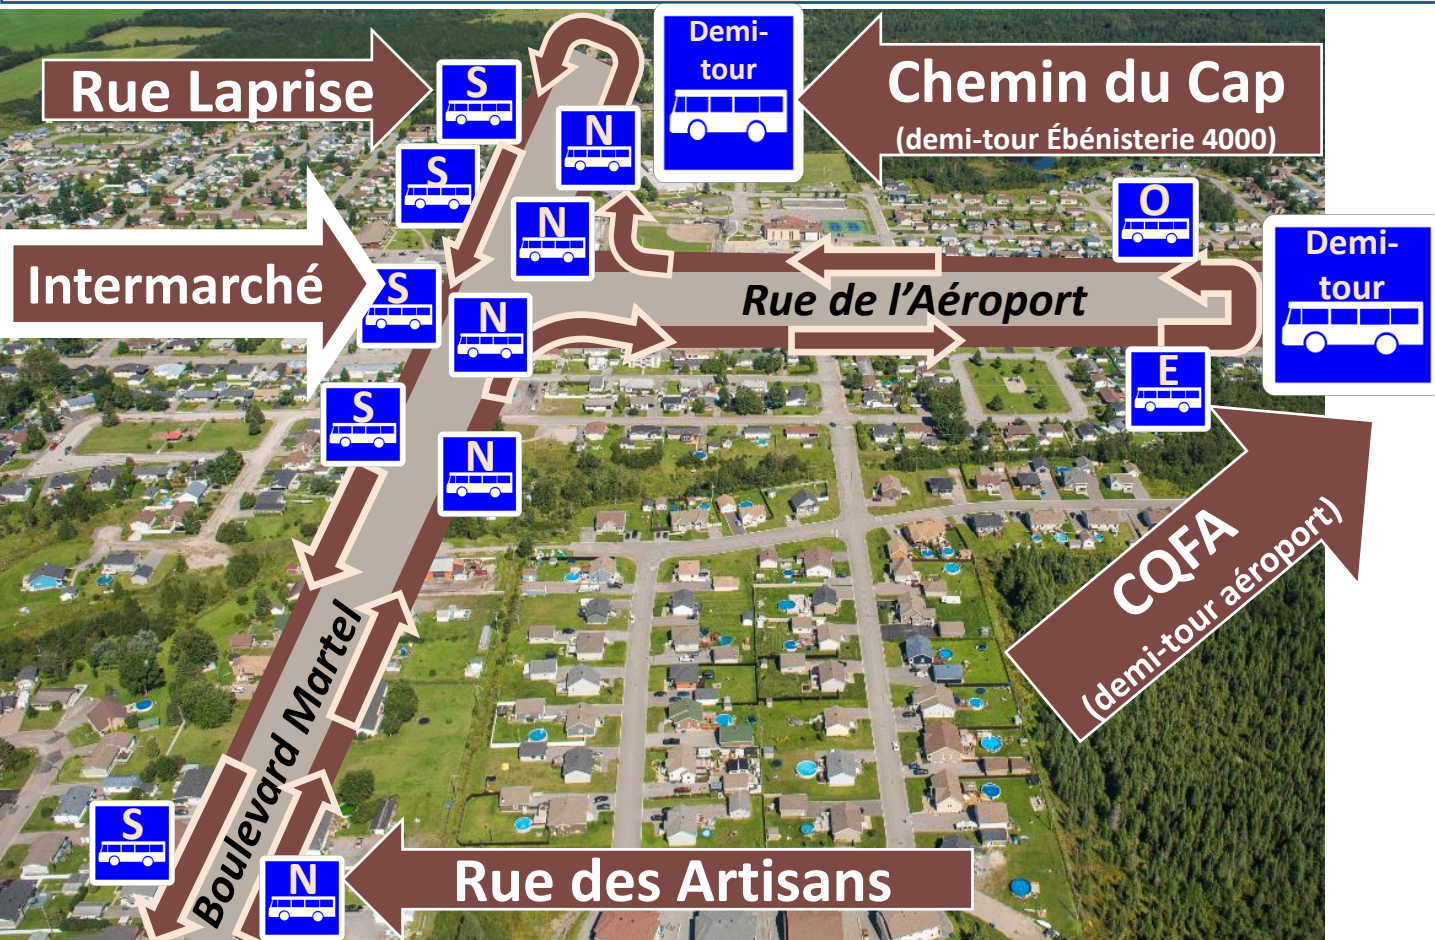 Demi-
tour
Rue Laprise
S
Chemin du Cap
(demi-tour Ébénisterie 4000)
N
S
O
N
Demi-
tour
Intermarché
S
Rue de l’Aéroport
N
E
S
N
CQFA
(demi-tour aéroport)
Boulevard Martel
S
N
Rue des Artisans